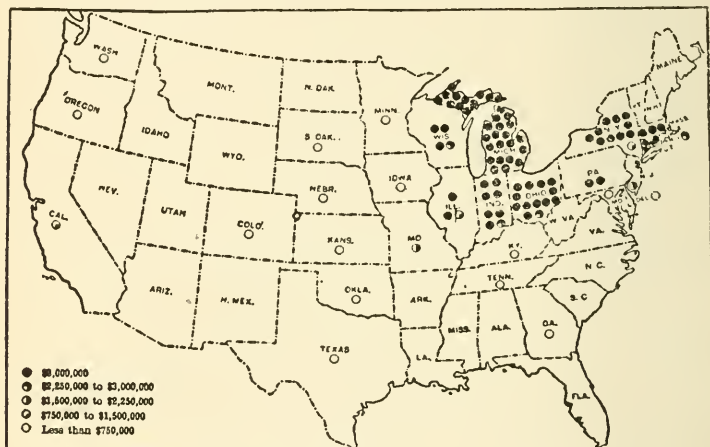 WASH
MAINE
MONT.
N. DAK.
MINN.
OREGON
IDAHO
S. DAK.
WIS
MICH
N.Y.
VT.
MASS
WYO.
IOWA
PA.
NEBR.
NEV.
UTAH
ILL.
IND.
OHIO
W. VA.
CAL.
COLO.
KANS.
MO
VA.
KY.
N.C.
TENN.
ARIZ.
N. MEX.
OKLA.
ARK.
S. C
MISS.
ALA.
GA.
TEXAS
LA.
FLA.
$3,000,000
$2,250,000 to $3,000,000
$1,500,000 to $2,250,000
$750,000 to $1,500,000
Less than $750,000